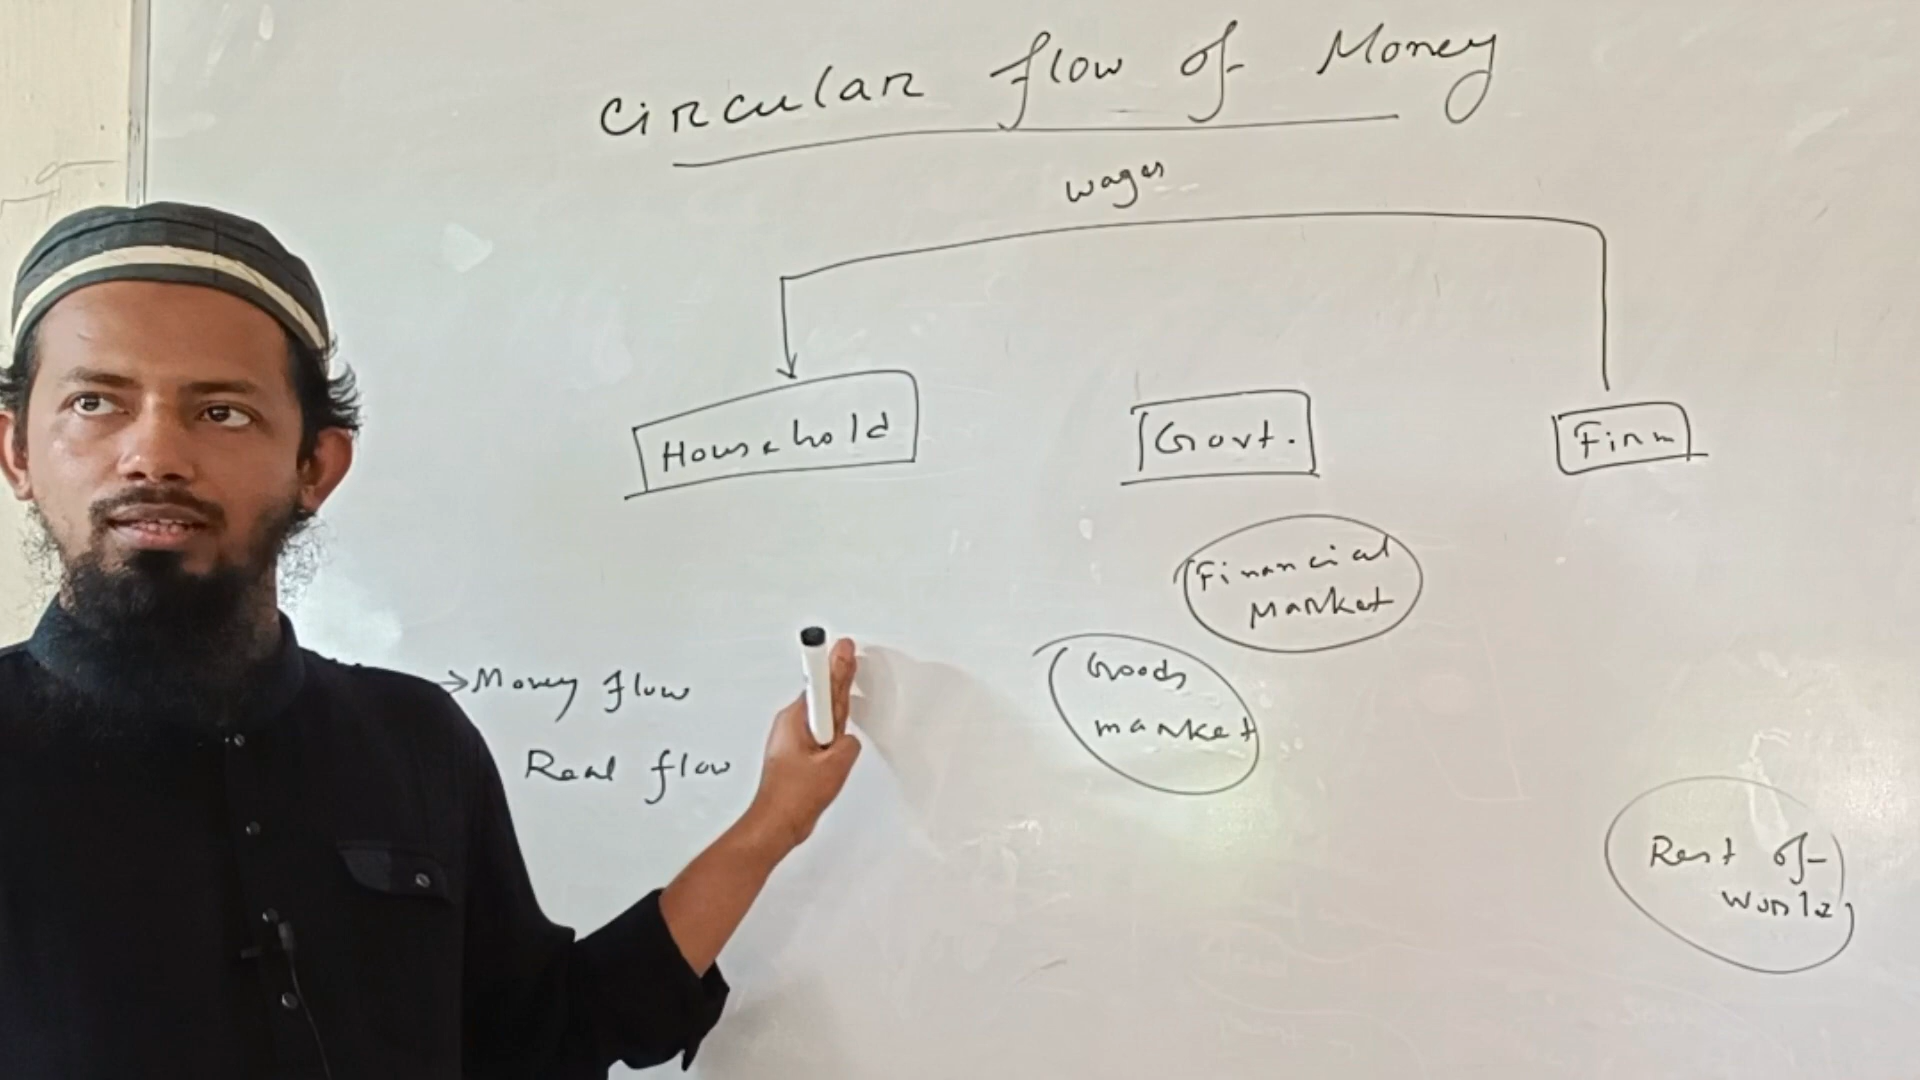 Circular flow of Money
wages
Household
Govt.
Firm
Financial
Market
Goods
market
→Money flow
Real flow
Rest of
World